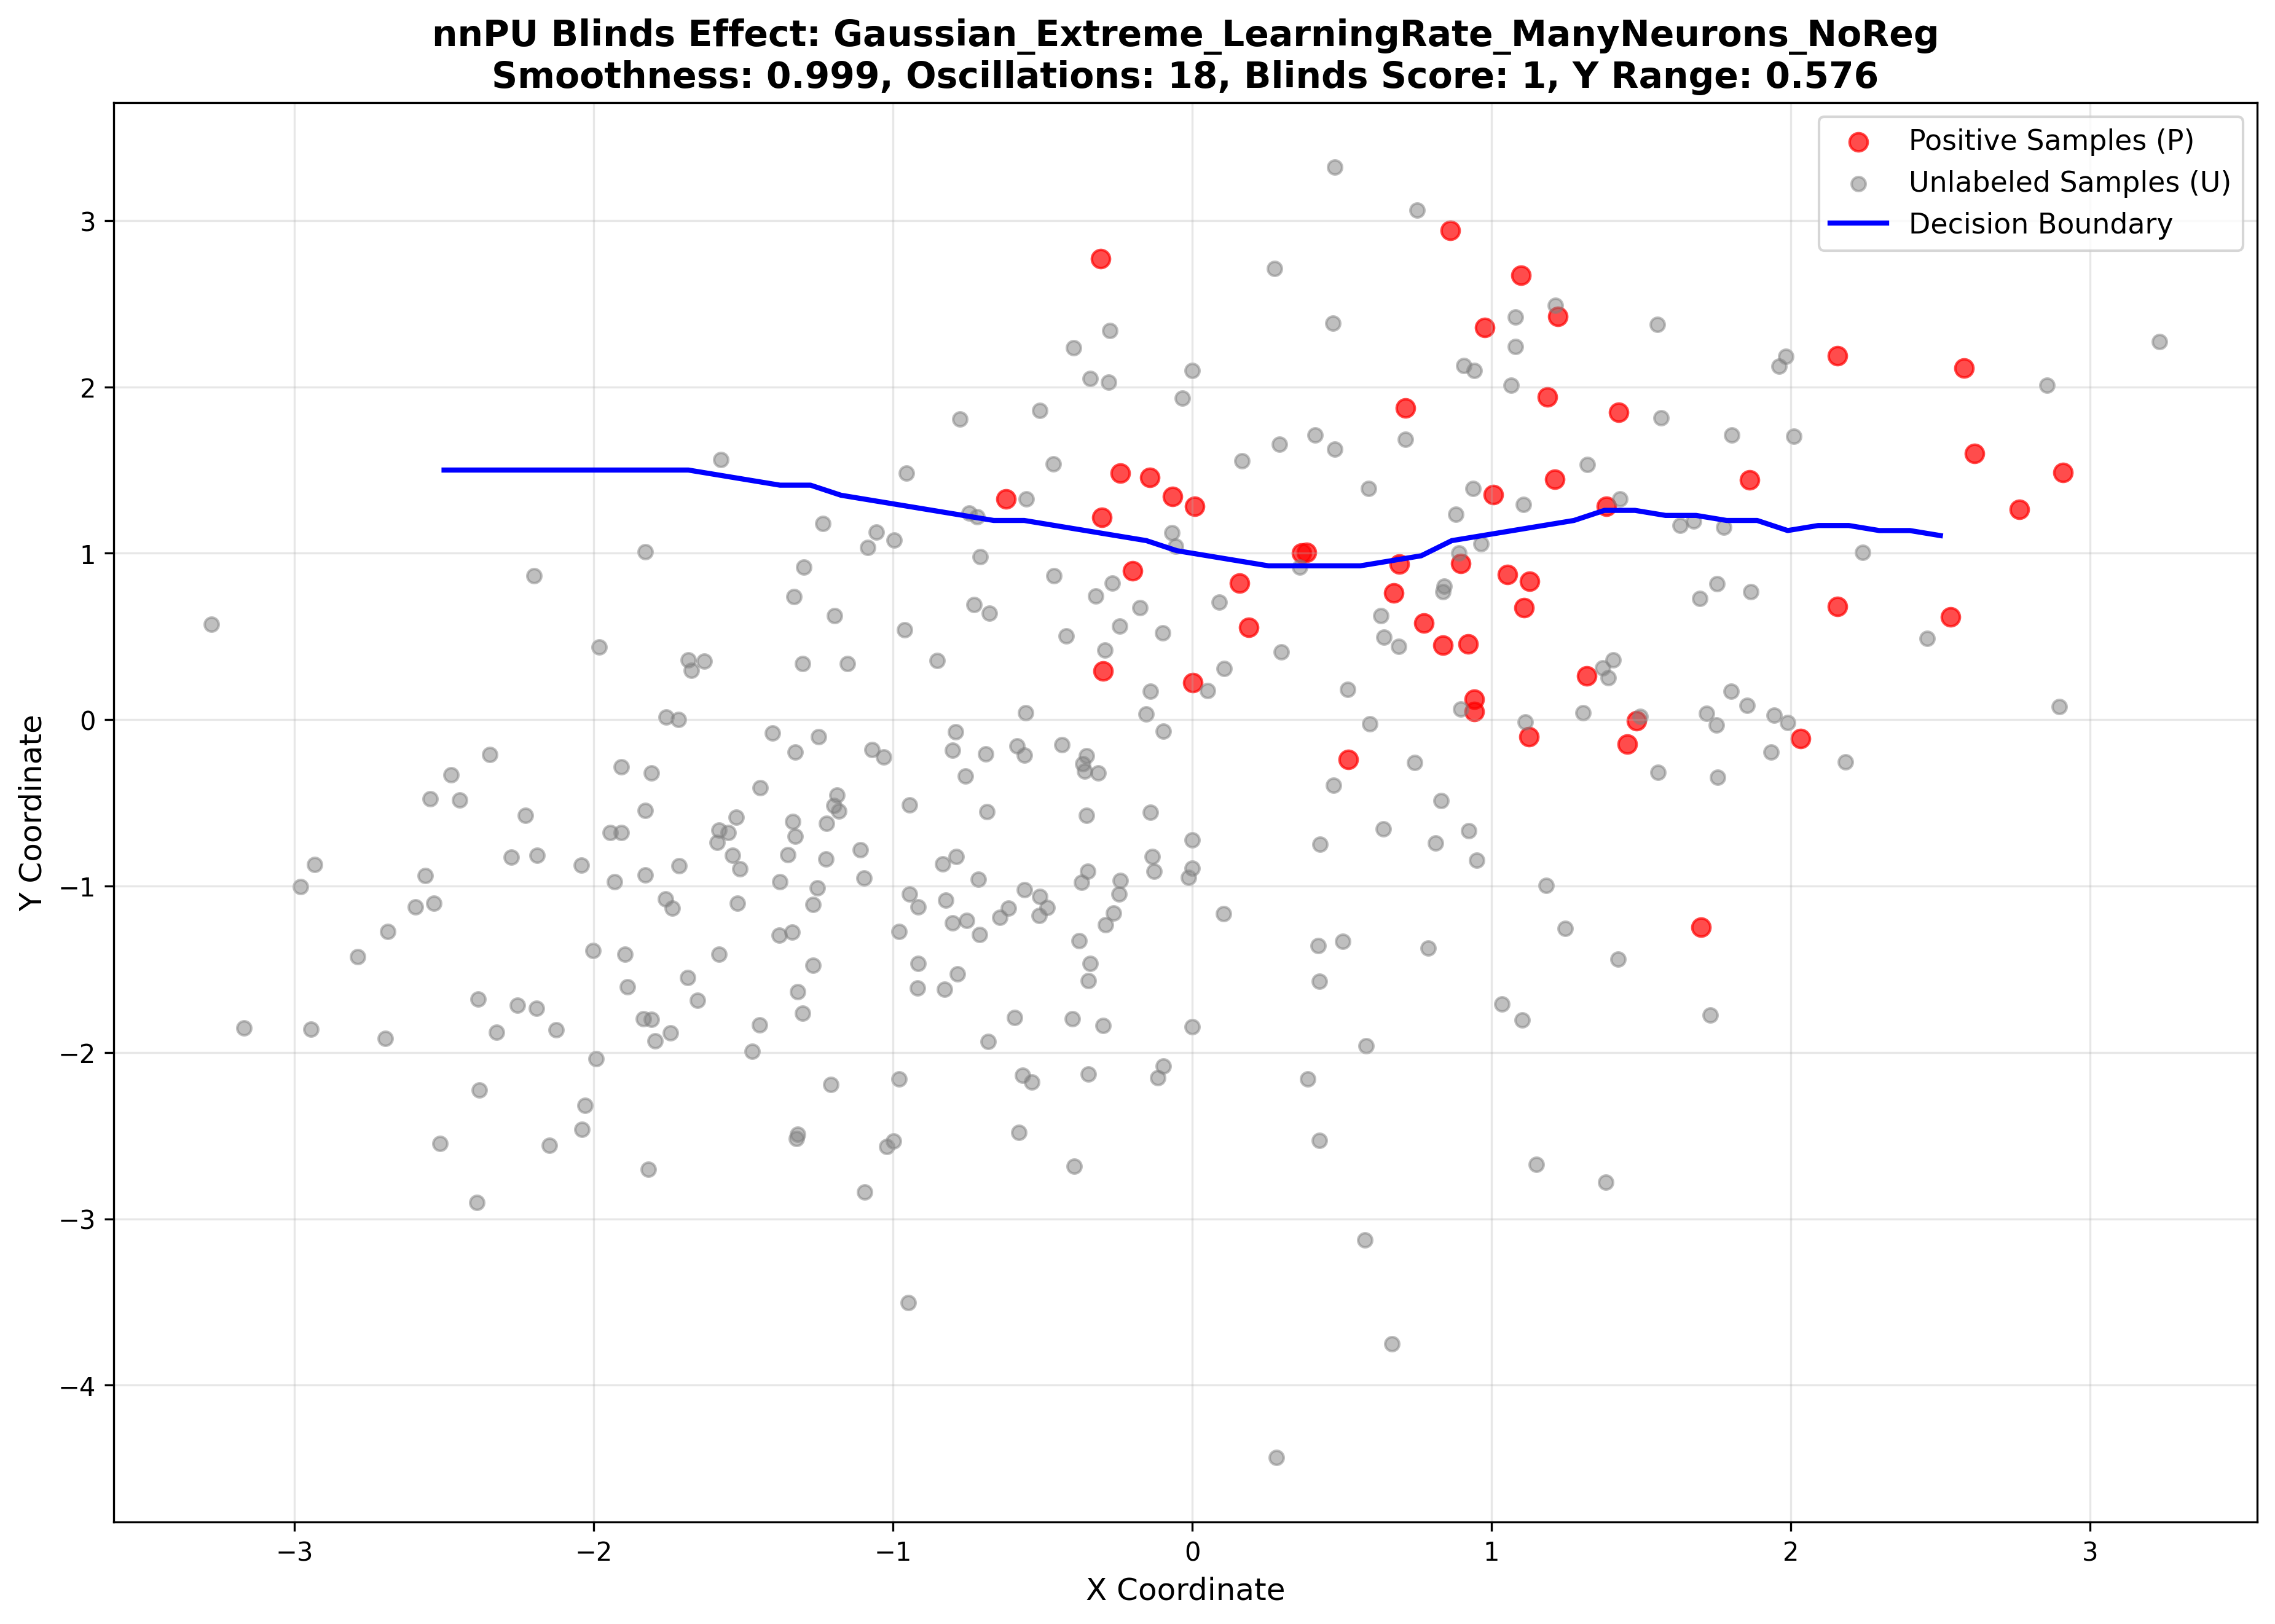 nnPU Blinds Effect: Gaussian_Extreme_LearningRate_ManyNeurons_NoReg
Smoothness: 0.999, Oscillations: 18, Blinds Score: 1, Y Range: 0.576
Positive Samples (P)
Unlabeled Samples (U)
Decision Boundary
Y Coordinate
3
2
1
0
−1
−2
−3
−4
−3
−2
−1
0
1
2
3
X Coordinate